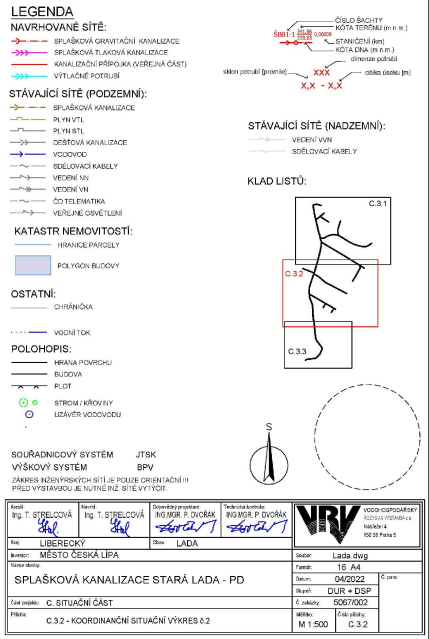 LEGENDA
NAVRHOVANÉ SÍTĚ:
SPLAŠKOVÁ GRAVITAČNÍ KANALIZACE
SPLAŠKOVÁ TLAKOVÁ KANALIZACE
KANALIZAČNÍ PŘÍPOJKA (VEŘEJNÁ ČÁST)
VÝTLAČNÉ POTRUBÍ
ČÍSLO ŠACHTY
KÓTA TERÉNU (m n.m.)
ŠBB1-1
0,00000
STANIČENÍ (km)
KÓTA DNA (m n.m.)
dimenze potrubí
sklon potrubí [promile]
XXX
délka úseku [m]
X,X - X,X
STÁVAJÍCÍ SÍTĚ (PODZEMNÍ):
SPLAŠKOVÁ KANALIZACE
PLYN VTL
PLYN STL
DEŠŤOVÁ KANALIZACE
VODOVOD
SDĚLOVACÍ KABELY
VEDENÍ NN
VEDENÍ VN
ČD TELEMATIKA
VEŘEJNÉ OSVĚTLENÍ
STÁVAJÍCÍ SÍTĚ (NADZEMNÍ):
VEDENÍ VVN
SDĚLOVACÍ KABELY
KLAD LISTŮ:
C.3.1
C.3.2
C.3.3
KATASTR NEMOVITOSTÍ:
HRANICE PARCELY
POLYGON BUDOVY
OSTATNÍ:
CHRÁNIČKA
VODNÍ TOK
POLOHOPIS:
HRANA POVRCHU
BUDOVA
PLOT
STROM / KŘOVINY
UZÁVĚR VODOVODU
S
SOUŘADNICOVÝ SYSTÉM JTSK
VÝŠKOVÝ SYSTÉM BPV
ZÁKRES INŽENÝRSKÝCH SÍTÍ JE POUZE ORIENTAČNÍ !!!
PŘED VÝSTAVBOU JE NUTNÉ INŽ. SÍTĚ VYTÝČIT.
Kreslil:
Ing. T. STRELCOVÁ
Navrhl:
Ing. T. STRELCOVÁ
Odpovědný projektant:
ING.MGR. P. DVOŘÁK
Technická kontrola:
ING.MGR. P. DVOŘÁK
VRV
VODOHOSPODÁŘSKÝ
ROZVOJ A VÝSTAVBA a.s.
Nábřežní 4
150 56 Praha 5
Kraj: LIBERECKÝ
Obec: LADA
Investor: MĚSTO ČESKÁ LÍPA
Název stavby:
SPLAŠKOVÁ KANALIZACE STARÁ LADA - PD
Část projektu: C. SITUAČNÍ ČÁST
Příloha:
C.3.2 - KOORDINAČNÍ SITUAČNÍ VÝKRES č.2
Soubor: Lada.dwg
Formát: 16 A4
Datum: 04/2022
Č. paré:
Stupeň: DUR + DSP
Č. zakázky: 5067/002
Měřítko: M 1:500
Číslo přílohy: C.3.2